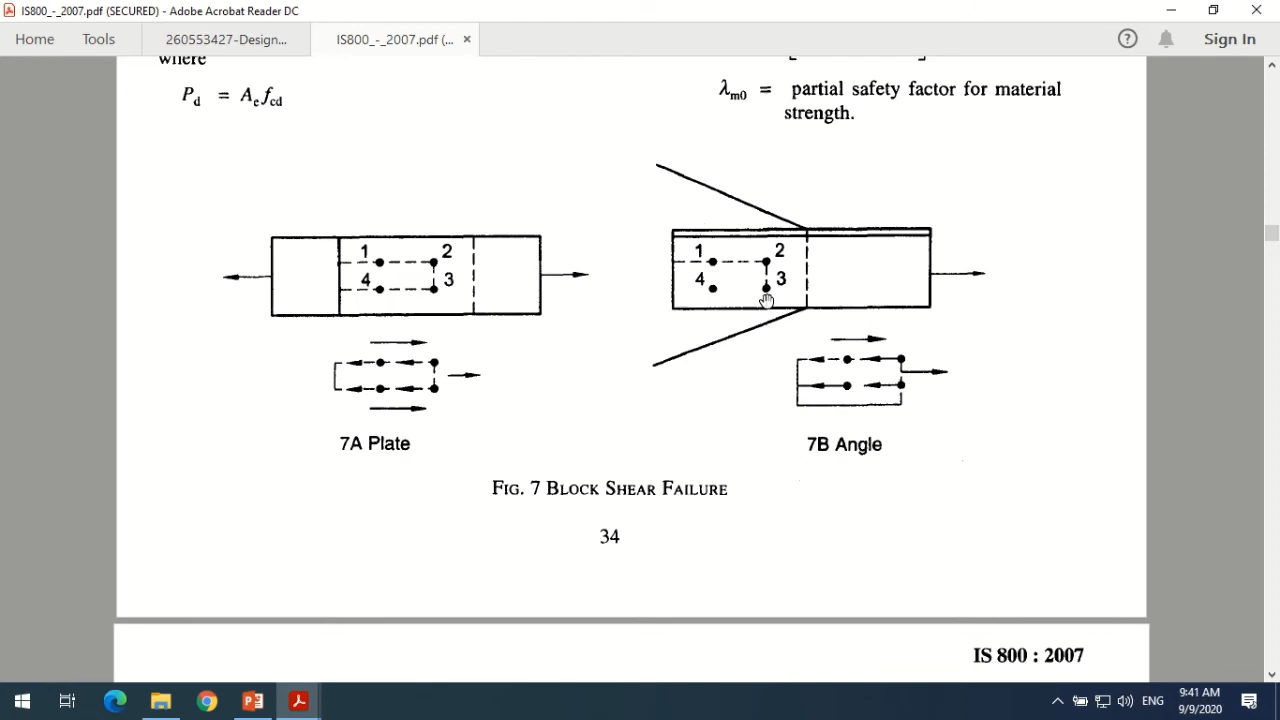 IS800_-_2007.pdf (SECURED) - Adobe Acrobat Reader DC
Home Tools 260553427-Design... IS800_-_2007.pdf (... × Sign In
where
P_d = A_e f_cd
λ_m0 = partial safety factor for material
strength.
1 2
4 3
1 2
4 3
7A Plate
7B Angle
FIG. 7 BLOCK SHEAR FAILURE
34
IS 800 : 2007
ENG
9:41 AM
9/9/2020